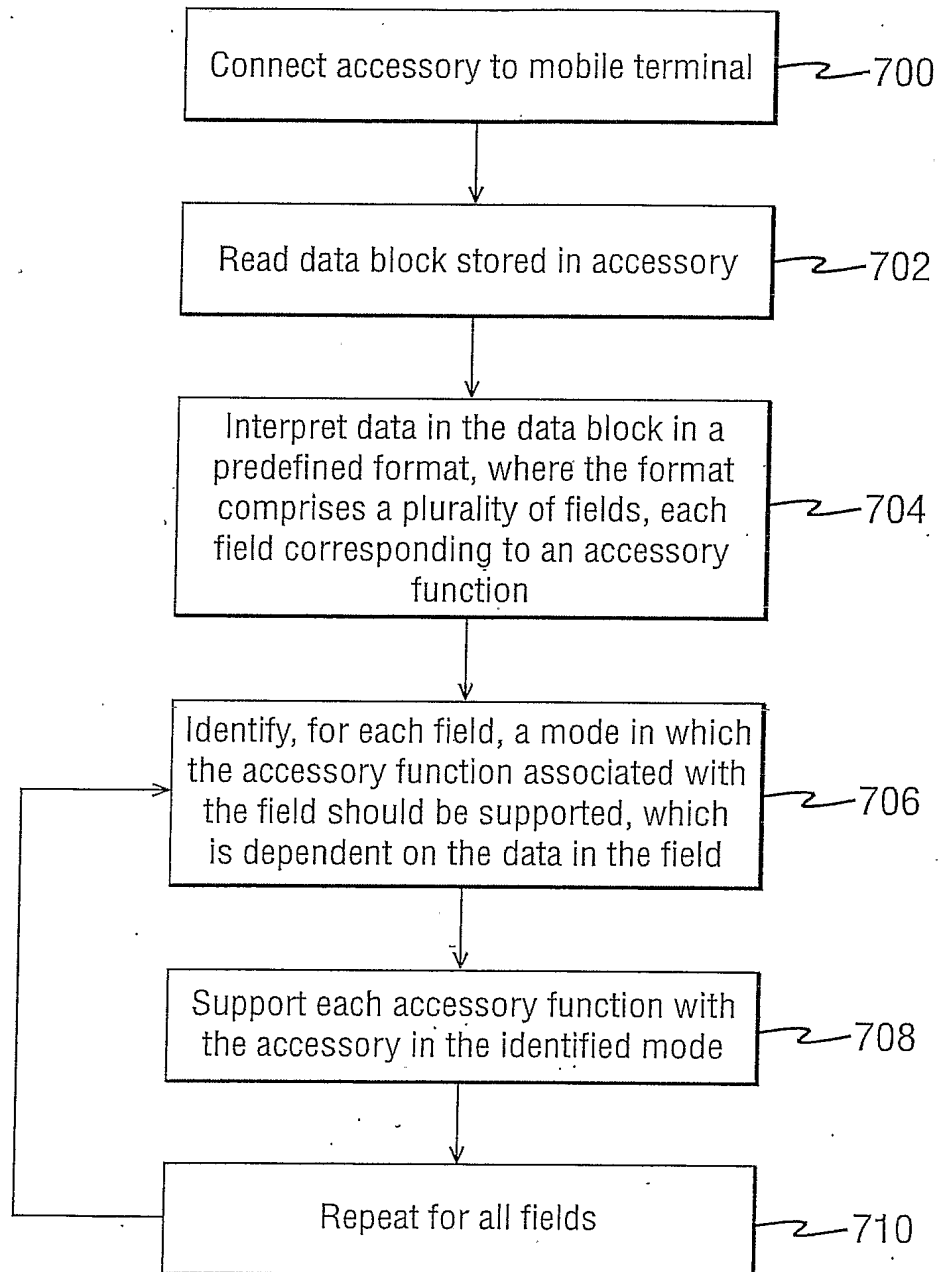 Connect accessory to mobile terminal
700
Read data block stored in accessory
702
Interpret data in the data block in a
predefined format, where the format
comprises a plurality of fields, each
field corresponding to an accessory
function
704
Identify, for each field, a mode in which
the accessory function associated with
the field should be supported, which
is dependent on the data in the field
706
Support each accessory function with
the accessory in the identified mode
708
Repeat for all fields
710